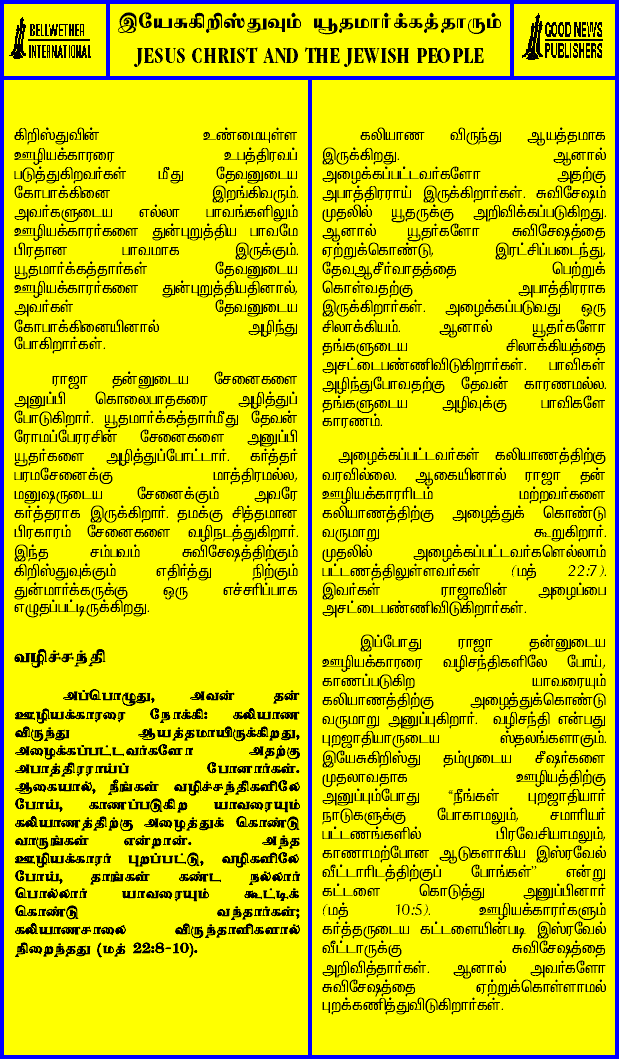 BELLWETHER
INTERNATIONAL
இயேசுகிறிஸ்துவும் யூதமார்க்கத்தாரும்
JESUS CHRIST AND THE JEWISH PEOPLE
GOOD NEWS
PUBLISHERS
கிறிஸ்துவின் உண்மையுள்ள
ஊழியக்காரரை உபத்திரவப்
படுத்துகிறவர்கள் மீது தேவனுடைய
கோபாக்கினை இறங்கிவரும்.
அவர்களுடைய எல்லா பாவங்களிலும்
ஊழியக்காரர்களை துன்புறுத்திய பாவமே
பிரதான பாவமாக இருக்கும்.
யூதமார்க்கத்தார்கள் தேவனுடைய
ஊழியக்காரர்களை துன்புறுத்தியதினால்,
அவர்கள் தேவனுடைய
கோபாக்கினையினால் அழிந்து
போகிறார்கள்.
ராஜா தன்னுடைய சேனைகளை
அனுப்பி கொலைபாதகரை அழித்துப்
போடுகிறார். யூதமார்க்கத்தார்மீது தேவன்
ரோமப்பேரரசின் சேனைகளை அனுப்பி
யூதர்களை அழித்துப்போட்டார். கர்த்தர்
பரமசேனைக்கு மாத்திரமல்ல,
மனுஷருடைய சேனைக்கும் அவரே
கர்த்தராக இருக்கிறார். தமக்கு சித்தமான
பிரகாரம் சேனைகளை வழிநடத்துகிறார்.
இந்த சம்பவம் சுவிசேஷத்திற்கும்
கிறிஸ்துவுக்கும் எதிர்த்து நிற்கும்
துன்மார்க்கருக்கு ஒரு எச்சரிப்பாக
எழுதப்பட்டிருக்கிறது.
வழிச்சந்தி
அப்பொழுது, அவன் தன்
ஊழியக்காரரை நோக்கி: கலியாண
விருந்து ஆயத்தமாயிருக்கிறது,
அழைக்கப்பட்டவர்களோ அதற்கு
அபாத்திரராய்ப் போனார்கள்.
ஆகையால், நீங்கள் வழிச்சந்திகளிலே
போய், காணப்படுகிற யாவரையும்
கலியாணத்திற்கு அழைத்துக் கொண்டு
வாருங்கள் என்றான். அந்த
ஊழியக்காரர் புறப்பட்டு, வழிகளிலே
போய், தாங்கள் கண்ட நல்லார்
பொல்லார் யாவரையும் கூட்டிக்
கொண்டு வந்தார்கள்;
கலியாணசாலை விருந்தாளிகளால்
நிறைந்தது (மத் 22:8-10).
கலியாண விருந்து ஆயத்தமாக
இருக்கிறது. ஆனால்
அழைக்கப்பட்டவர்களோ அதற்கு
அபாத்திரராய் இருக்கிறார்கள். சுவிசேஷம்
முதலில் யூதருக்கு அறிவிக்கப்படுகிறது.
ஆனால் யூதர்களோ சுவிசேஷத்தை
ஏற்றுக்கொண்டு, இரட்சிப்படைந்து,
தேவஆசீர்வாதத்தை பெற்றுக்
கொள்வதற்கு அபாத்திரராக
இருக்கிறார்கள். அழைக்கப்படுவது ஒரு
சிலாக்கியம். ஆனால் யூதர்களோ
தங்களுடைய சிலாக்கியத்தை
அசட்டைபண்ணிவிடுகிறார்கள். பாவிகள்
அழிந்துபோவதற்கு தேவன் காரணமல்ல.
தங்களுடைய அழிவுக்கு பாவிகளே
காரணம்.
அழைக்கப்பட்டவர்கள் கலியாணத்திற்கு
வரவில்லை. ஆகையினால் ராஜா தன்
ஊழியக்காரரிடம் மற்றவர்களை
கலியாணத்திற்கு அழைத்துக் கொண்டு
வருமாறு கூறுகிறார்.
முதலில் அழைக்கப்பட்டவர்களெல்லாம்
பட்டணத்திலுள்ளவர்கள் (மத் 22:7).
இவர்கள் ராஜாவின் அழைப்பை
அசட்டைபண்ணிவிடுகிறார்கள்.
இப்போது ராஜா தன்னுடைய
ஊழியக்காரரை வழிசந்திகளிலே போய்,
காணப்படுகிற யாவரையும்
கலியாணத்திற்கு அழைத்துக்கொண்டு
வருமாறு அனுப்புகிறார். வழிசந்தி என்பது
புறஜாதியாருடைய ஸ்தலங்களாகும்.
இயேசுகிறிஸ்து தம்முடைய சீஷர்களை
முதலாவதாக ஊழியத்திற்கு
அனுப்பும்போது “நீங்கள் புறஜாதியார்
நாடுகளுக்கு போகாமலும், சமாரியர்
பட்டணங்களில் பிரவேசியாமலும்,
காணாமற்போன ஆடுகளாகிய இஸ்ரவேல்
வீட்டாரிடத்திற்குப் போங்கள்” என்று
கட்டளை கொடுத்து அனுப்பினார்
(மத் 10:5). ஊழியக்காரர்களும்
கர்த்தருடைய கட்டளையின்படி இஸ்ரவேல்
வீட்டாருக்கு சுவிசேஷத்தை
அறிவித்தார்கள். ஆனால் அவர்களோ
சுவிசேஷத்தை ஏற்றுக்கொள்ளாமல்
புறக்கணித்துவிடுகிறார்கள்.